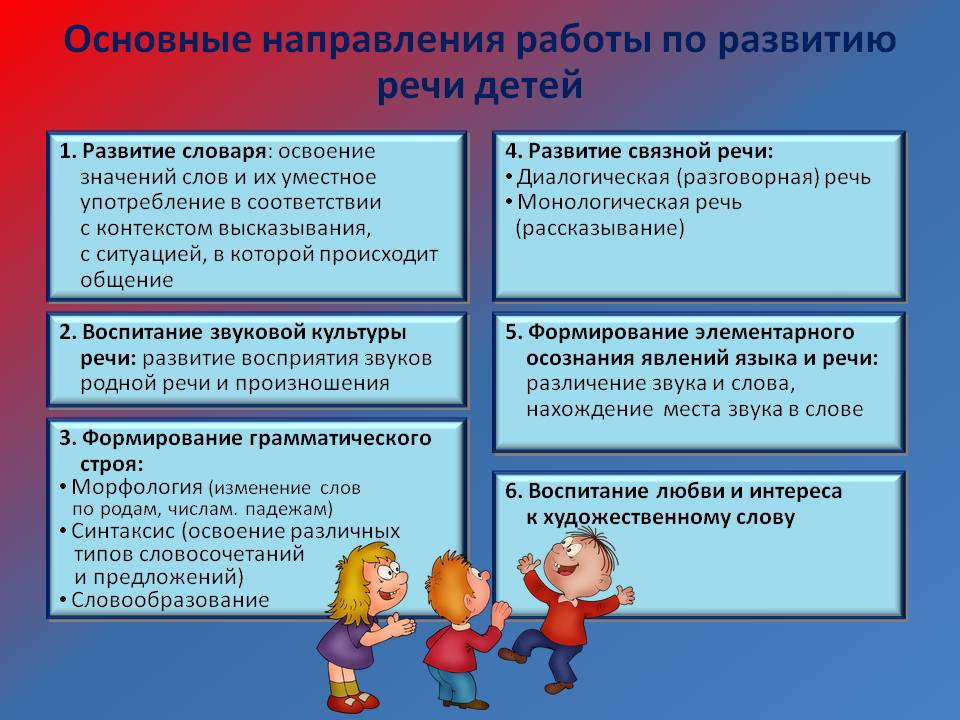 Основные направления работы по развитию
речи детей
1. Развитие словаря: освоение
значений слов и их уместное
употребление в соответствии
с контекстом высказывания,
с ситуацией, в которой происходит
общение
2. Воспитание звуковой культуры
речи: развитие восприятия звуков
родной речи и произношения
3. Формирование грамматического
строя:
• Морфология (изменение слов
по родам, числам. падежам)
• Синтаксис (освоение различных
типов словосочетаний
и предложений)
• Словообразование
4. Развитие связной речи:
• Диалогическая (разговорная) речь
• Монологическая речь
(рассказывание)
5. Формирование элементарного
осознания явлений языка и речи:
различение звука и слова,
нахождение места звука в слове
6. Воспитание любви и интереса
к художественному слову